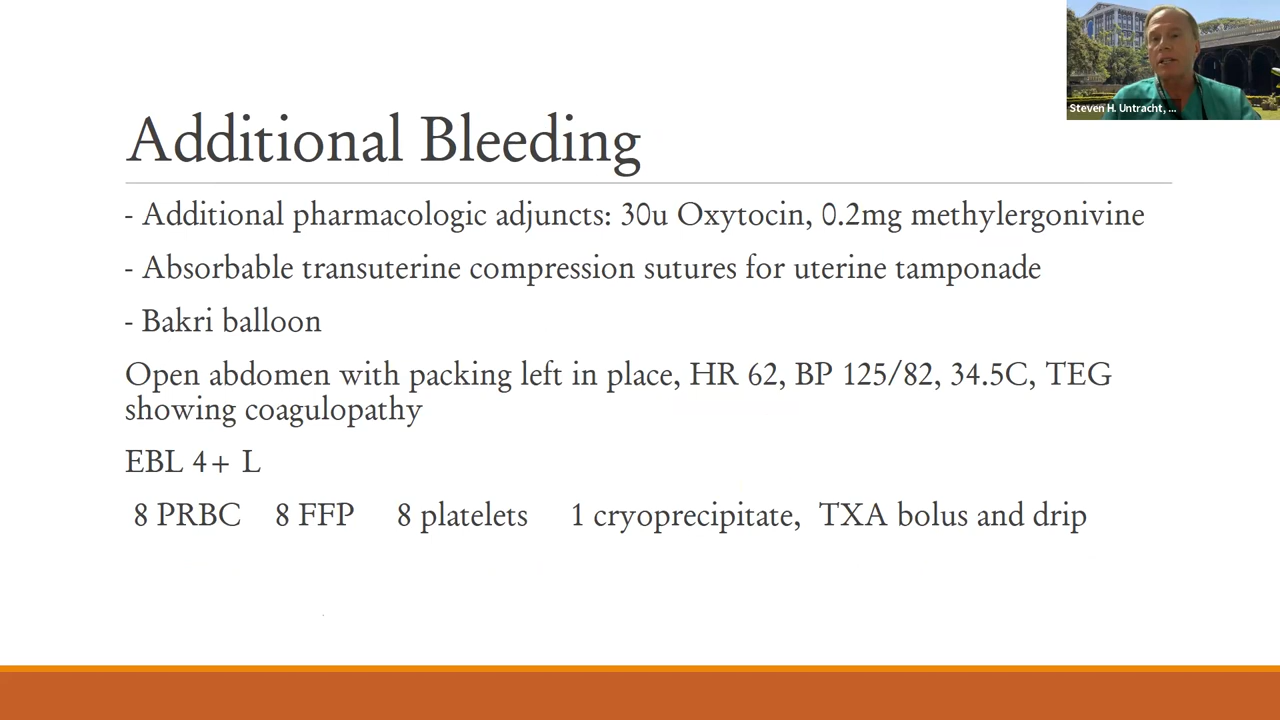 Steven H. Untracht, ...
Additional Bleeding
- Additional pharmacologic adjuncts: 30u Oxytocin, 0.2mg methylergonivine
- Absorbable transuterine compression sutures for uterine tamponade
- Bakri balloon
Open abdomen with packing left in place, HR 62, BP 125/82, 34.5C, TEG
showing coagulopathy
EBL 4+ L
8 PRBC 8 FFP 8 platelets 1 cryoprecipitate, TXA bolus and drip